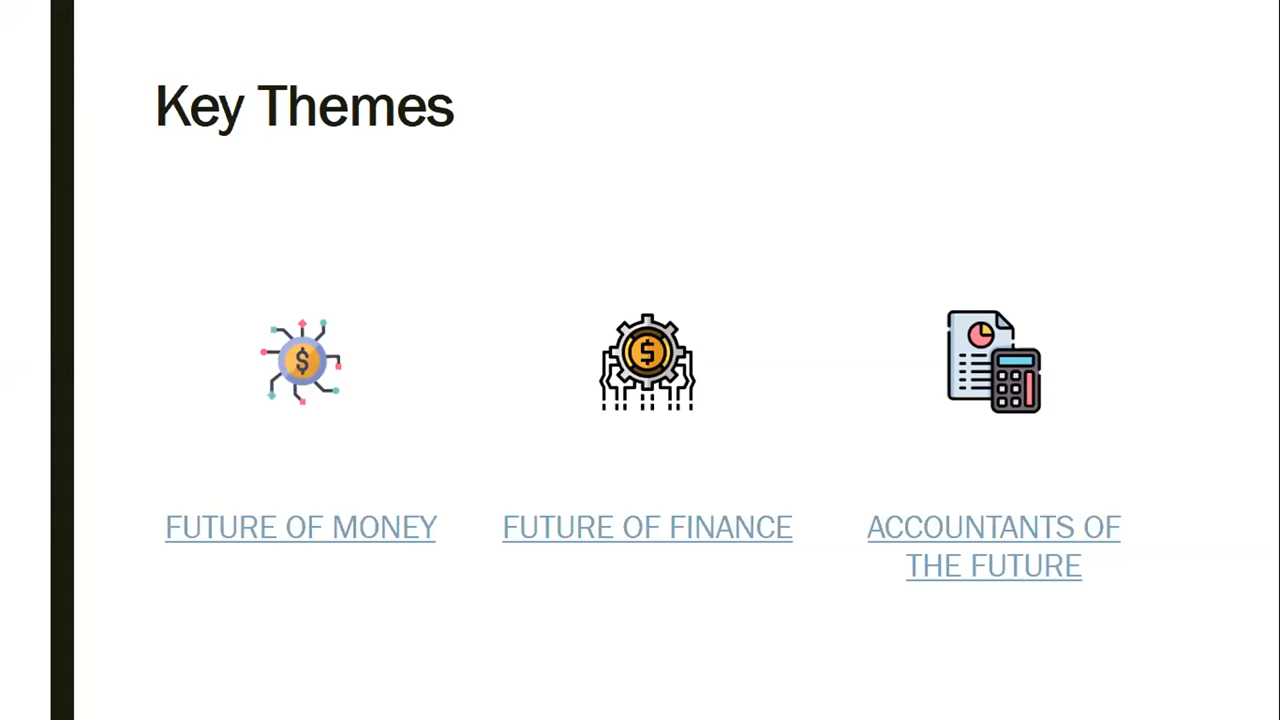 Key Themes
FUTURE OF MONEY
FUTURE OF FINANCE
ACCOUNTANTS OF
THE FUTURE